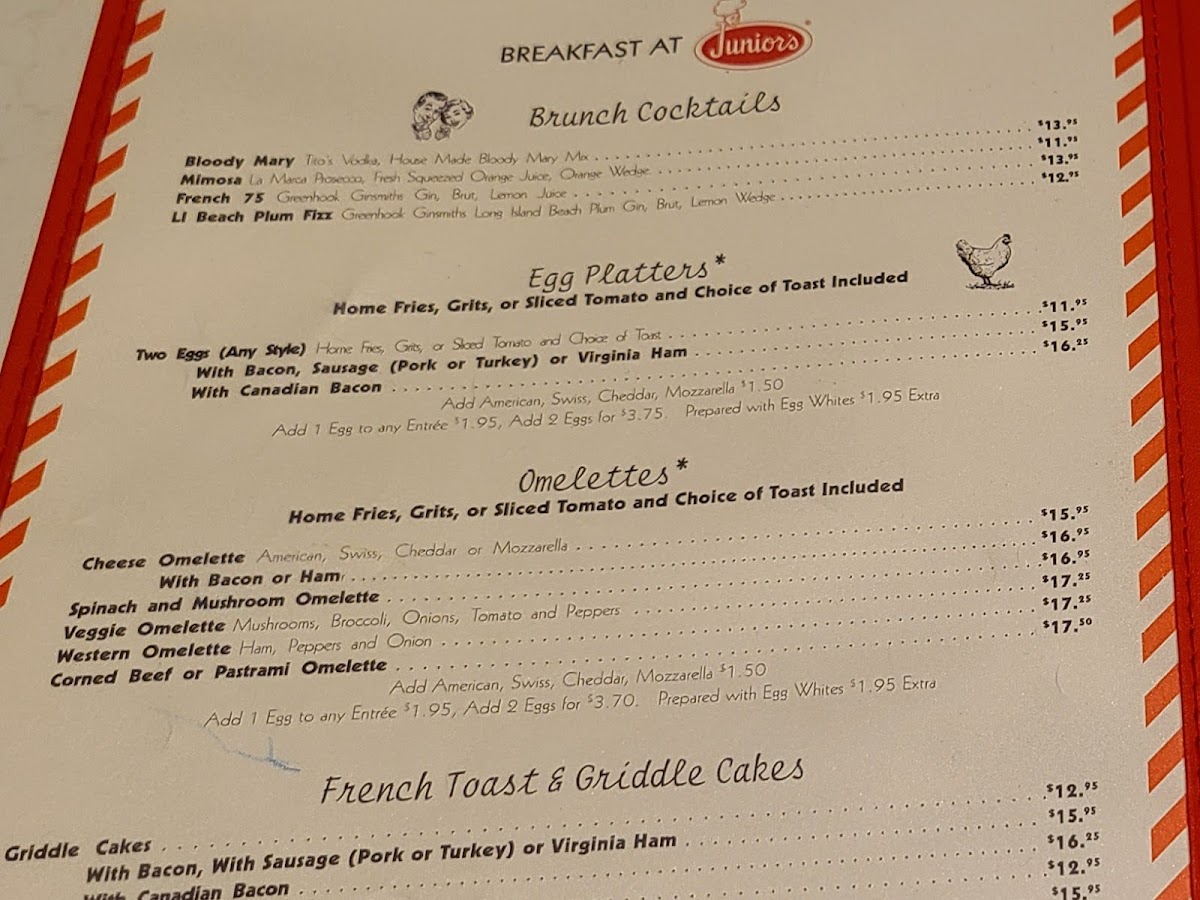 BREAKFAST AT Junior's®
Brunch Cocktails
Bloody Mary Tito's Vodka, House Made Bloody Mary Mix $13.95
Mimosa La Marca Prosecco, Fresh Squeezed Orange Juice, Orange Wedge $11.95
French 75 Greenhook Ginsmiths Gin, Brut, Lemon Juice $13.95
LI Beach Plum Fizz Greenhook Ginsmiths Long Island Beach Plum Gin, Brut, Lemon Wedge $12.95
Egg Platters*
Home Fries, Grits, or Sliced Tomato and Choice of Toast Included
Two Eggs (Any Style) Home Fries, Grits, or Sliced Tomato and Choice of Toast $11.95
With Bacon, Sausage (Pork or Turkey) or Virginia Ham $15.95
With Canadian Bacon $16.25
Add American, Swiss, Cheddar, Mozzarella $1.50
Add 1 Egg to any Entrée $1.95, Add 2 Eggs for $3.75. Prepared with Egg Whites $1.95 Extra
Omelettes*
Home Fries, Grits, or Sliced Tomato and Choice of Toast Included
Cheese Omelette American, Swiss, Cheddar or Mozzarella $15.95
With Bacon or Ham $16.95
Spinach and Mushroom Omelette $16.95
Veggie Omelette Mushrooms, Broccoli, Onions, Tomato and Peppers $17.25
Western Omelette Ham, Peppers and Onion $17.25
Corned Beef or Pastrami Omelette $17.50
Add American, Swiss, Cheddar, Mozzarella $1.50
Add 1 Egg to any Entrée $1.95, Add 2 Eggs for $3.70. Prepared with Egg Whites $1.95 Extra
French Toast & Griddle Cakes
Griddle Cakes $12.95
With Bacon, With Sausage (Pork or Turkey) or Virginia Ham $15.95
With Canadian Bacon $16.25
$12.95
$15.95